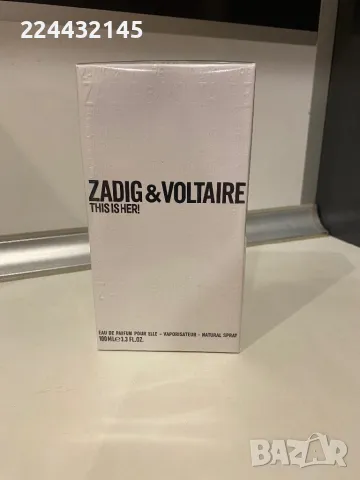 224432145
ZADIG & VOLTAIRE
THIS IS HER!
EAU DE PARFUM POUR ELLE - VAPORISATEUR - NATURAL SPRAY
100 ML ℮ 3.3 FL.OZ.
BAZAR